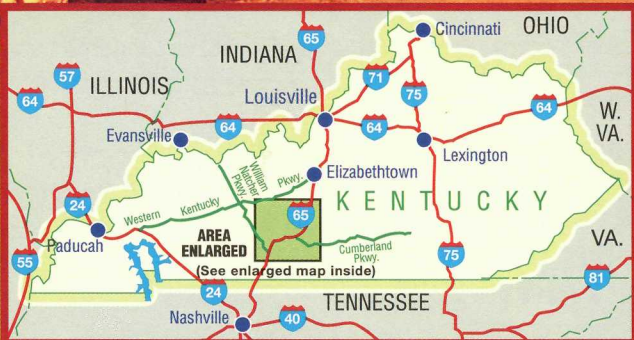 65
Cincinnati
OHIO
INDIANA
57
ILLINOIS
71
75
64
Louisville
64
W.
VA.
Evansville
64
64
Lexington
William
Natcher
Pkwy.
Pkwy.
Elizabethtown
Western
Kentucky
KENTUCKY
24
65
Paducah
AREA
ENLARGED
Cumberland
Pkwy.
VA.
55
(See enlarged map inside)
75
81
24
TENNESSEE
Nashville
40